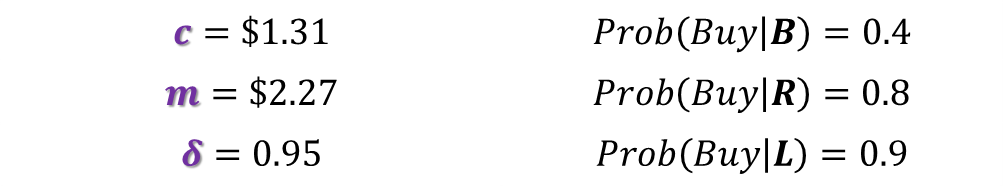 c = $1.31
m = $2.27
δ = 0.95
Prob(Buy|B) = 0.4
Prob(Buy|R) = 0.8
Prob(Buy|L) = 0.9